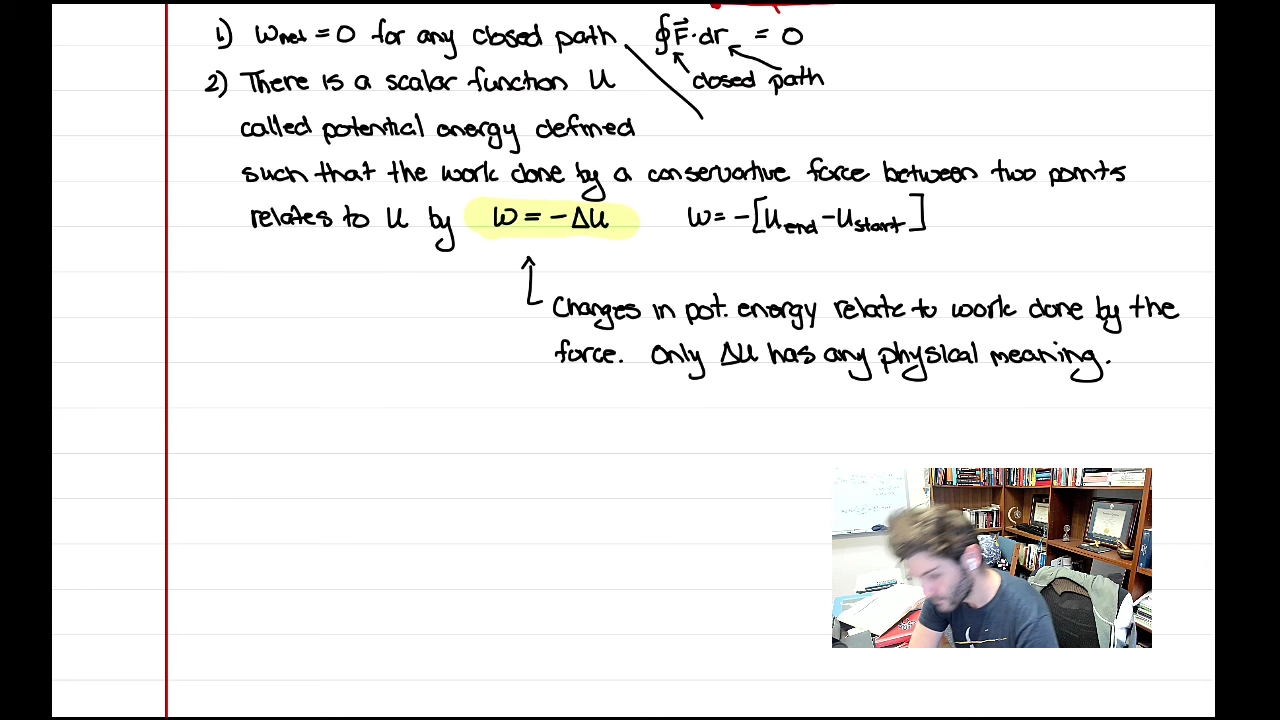 1) Wnet = 0 for any closed path ∮F⃗·dr = 0
2) There is a scalar function U closed path
called potential energy defined
such that the work done by a conservative force between two points
relates to U by W = -ΔU W = -[Uend - Ustart]
Changes in pot. energy relate to work done by the
force. Only ΔU has any physical meaning.